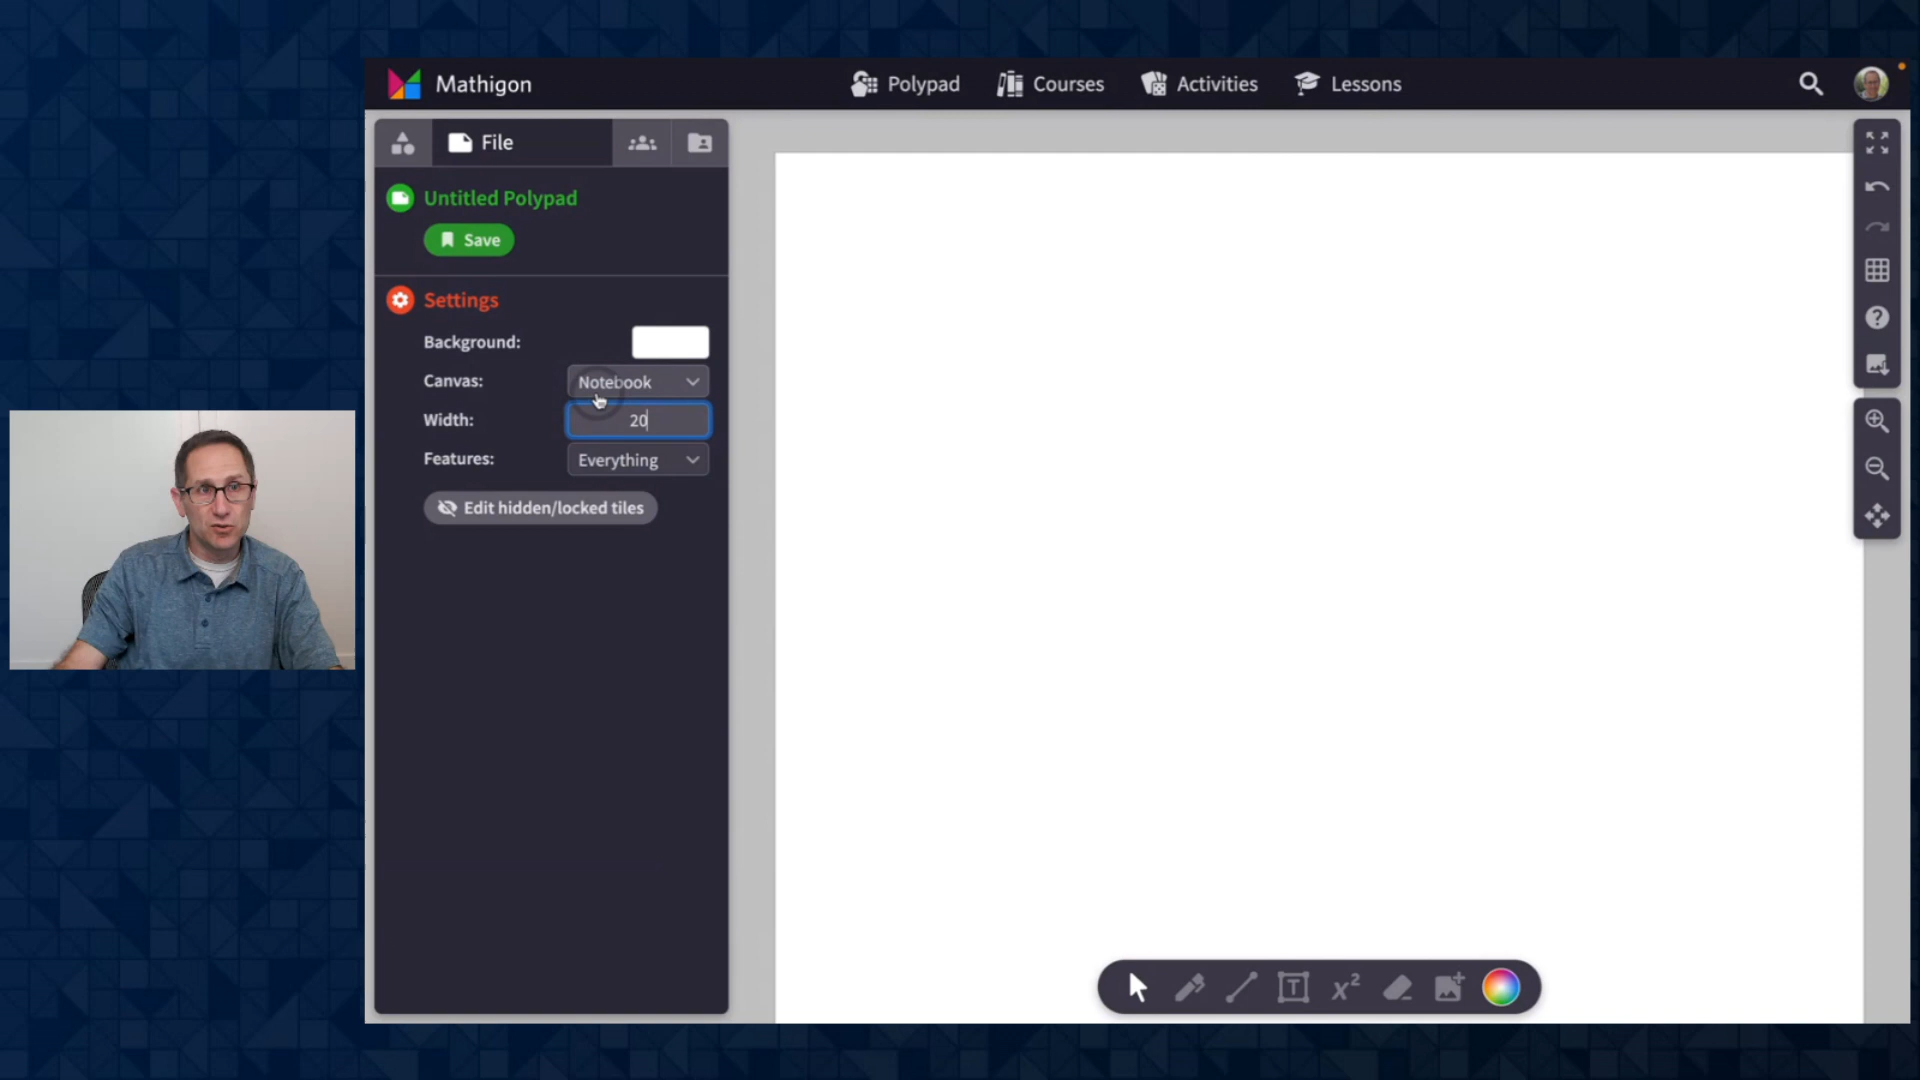 Mathigon
Polypad
Courses
Activities
Lessons
File
Untitled Polypad
Save
Settings
Background:
Canvas: Notebook
Width: 20
Features: Everything
Edit hidden/locked tiles
T
x²